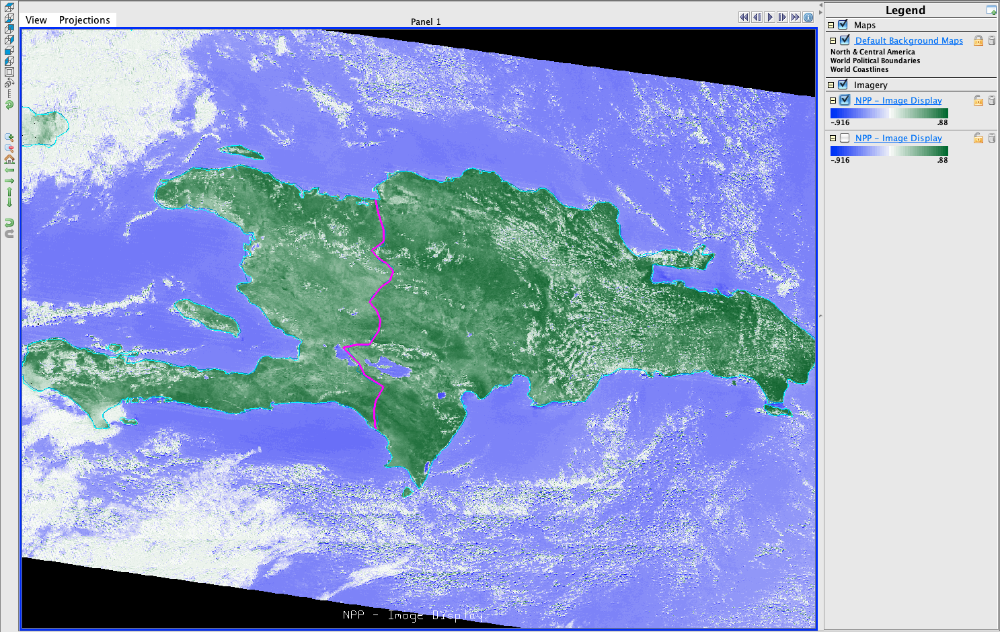 View Projections
Panel 1
Legend
Maps
Default Background Maps
North & Central America
World Political Boundaries
World Coastlines
Imagery
NPP - Image Display
-.916 .88
NPP - Image Display
-.916 .88
NPP - Image Display